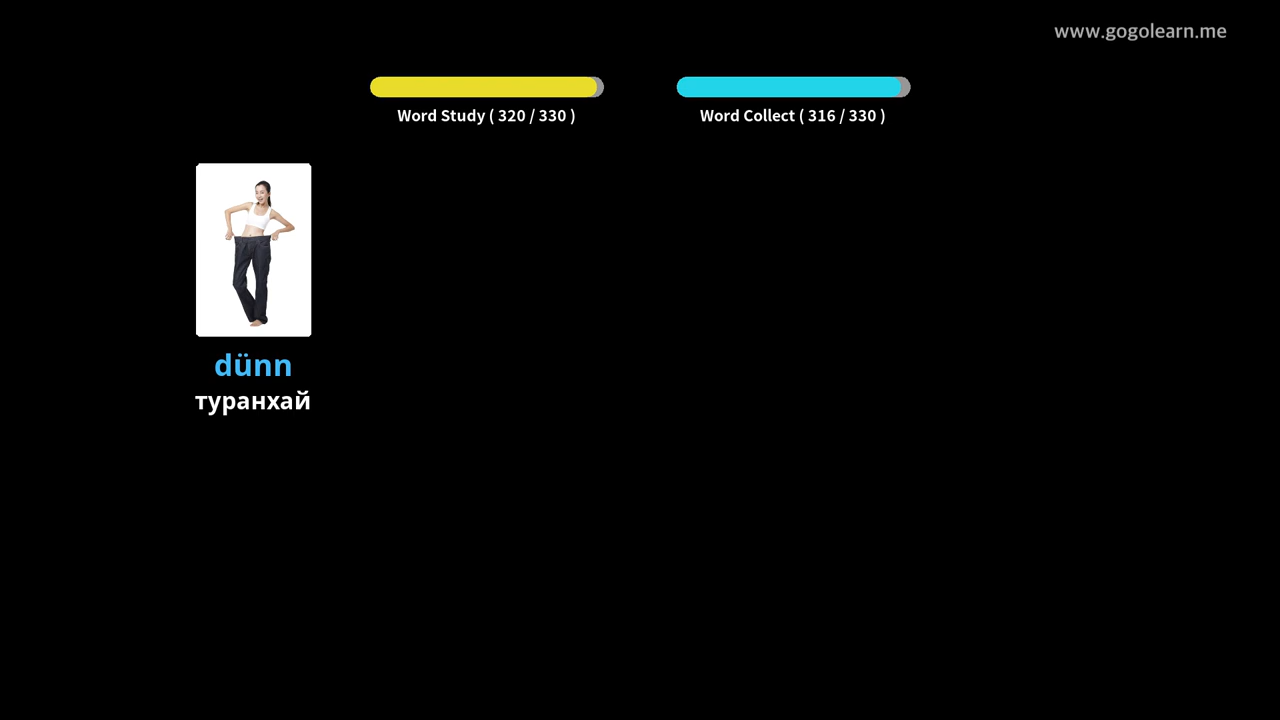 www.gogolearn.me
Word Study ( 320 / 330 )
Word Collect ( 316 / 330 )
dünn
туранхай